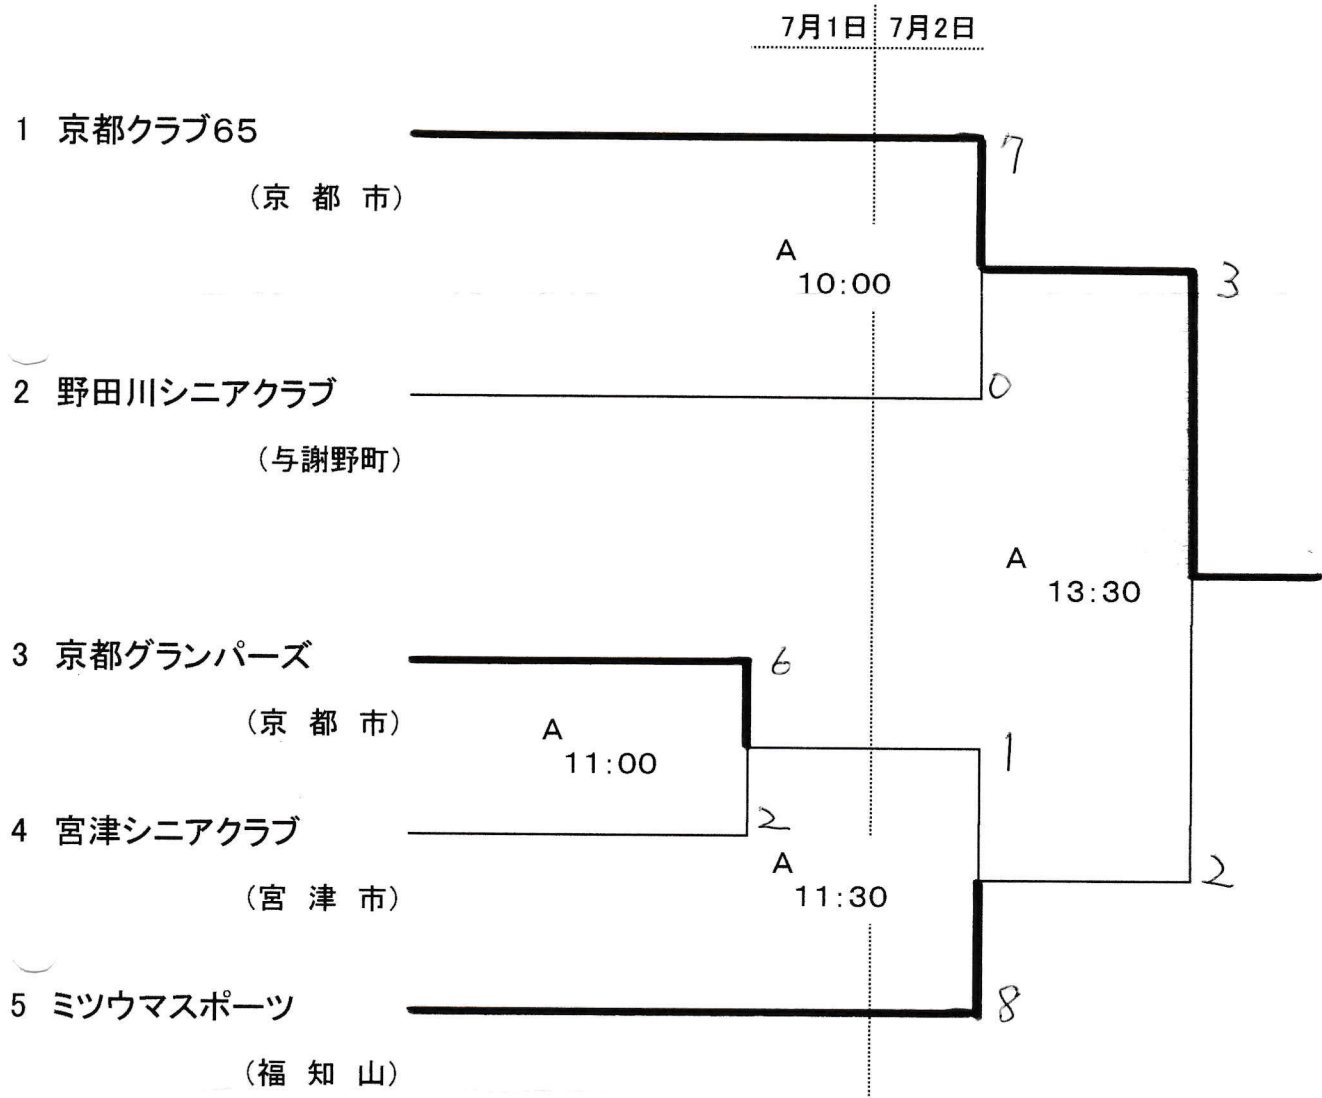 7月1日 7月2日
1 京都クラブ65
7
（京 都 市）
A
10:00
3
2 野田川シニアクラブ
0
（与謝野町）
A
13:30
3 京都グランパーズ
6
（京 都 市）
A
11:00
1
4 宮津シニアクラブ
2
A
11:30
2
（宮 津 市）
5 ミツウマスポーツ
8
（福 知 山）